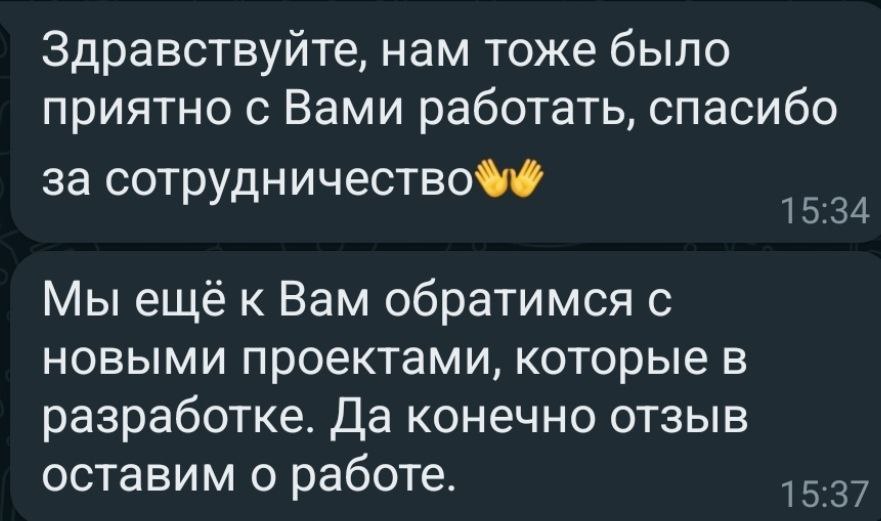 Здравствуйте, нам тоже было
приятно с Вами работать, спасибо
за сотрудничество👐👐
15:34
Мы ещё к Вам обратимся с
новыми проектами, которые в
разработке. Да конечно отзыв
оставим о работе.
15:37